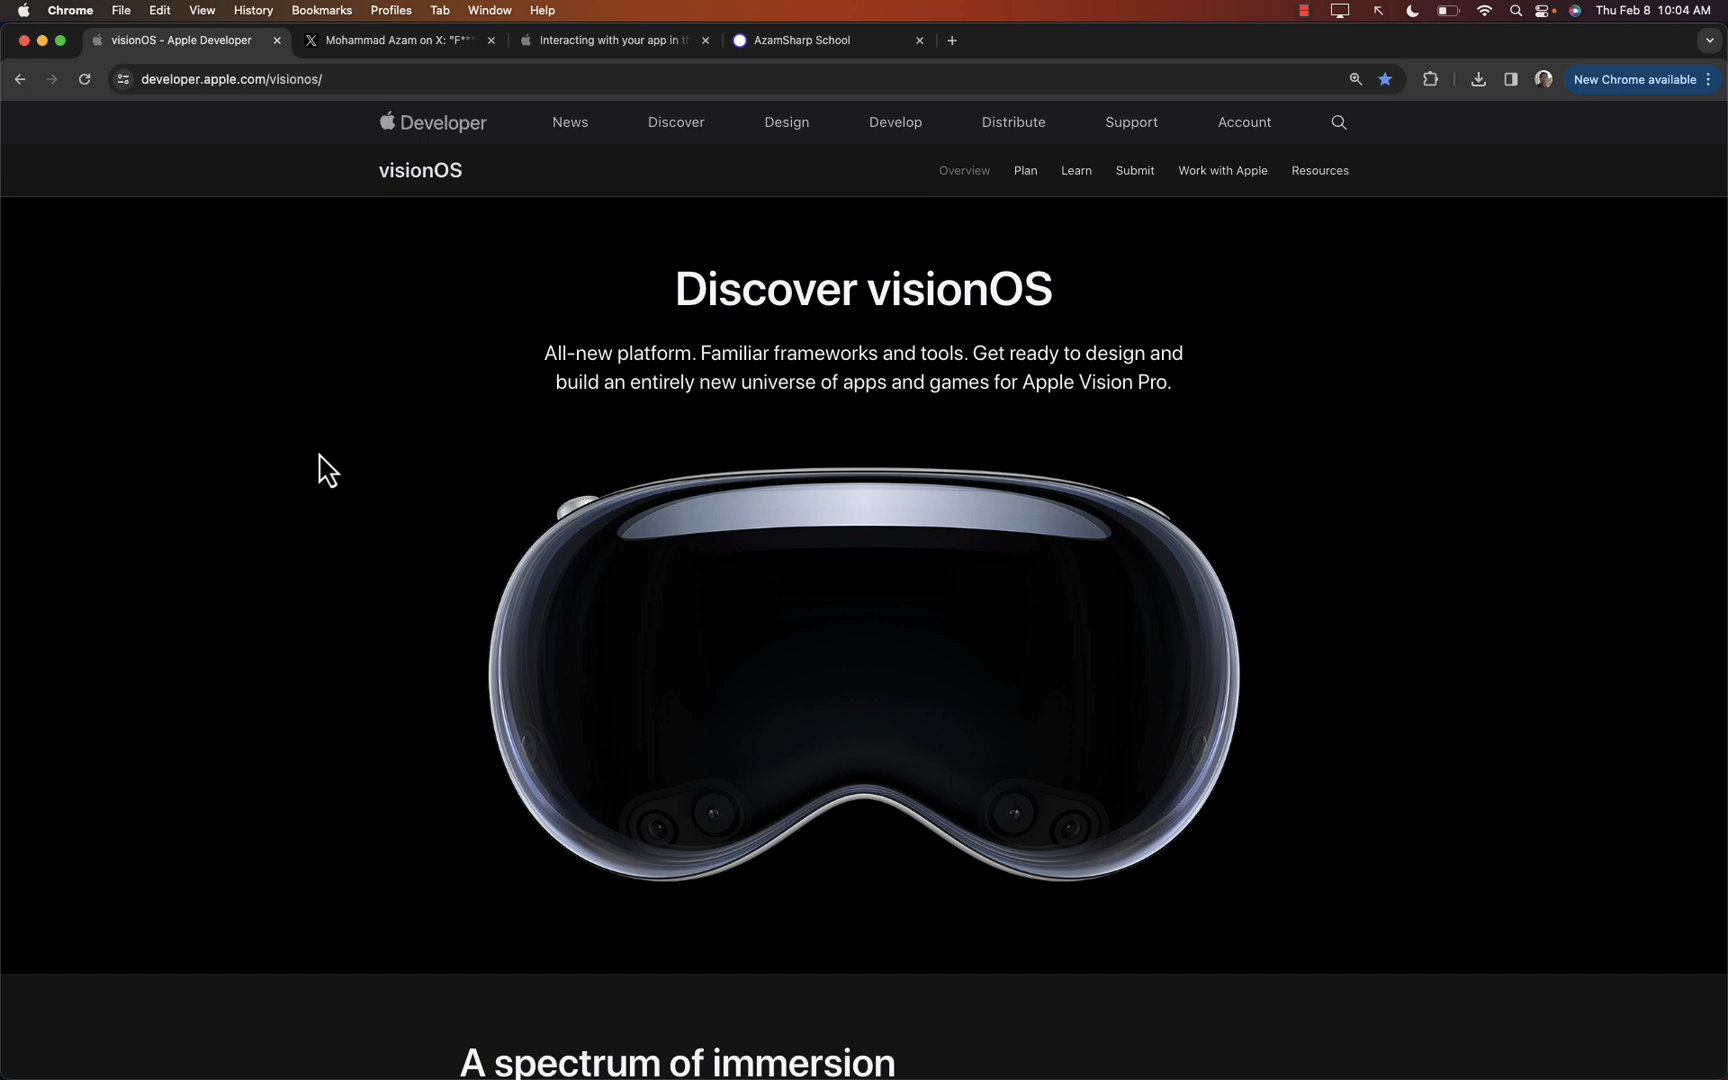 Chrome File Edit View History Bookmarks Profiles Tab Window Help Thu Feb 8 10:04 AM
visionOS - Apple Developer Mohammad Azam on X: "F** Interacting with your app in t AzamSharp School
developer.apple.com/visionos/ New Chrome available
Developer News Discover Design Develop Distribute Support Account
visionOS Overview Plan Learn Submit Work with Apple Resources
Discover visionOS
All-new platform. Familiar frameworks and tools. Get ready to design and
build an entirely new universe of apps and games for Apple Vision Pro.
A spectrum of immersion